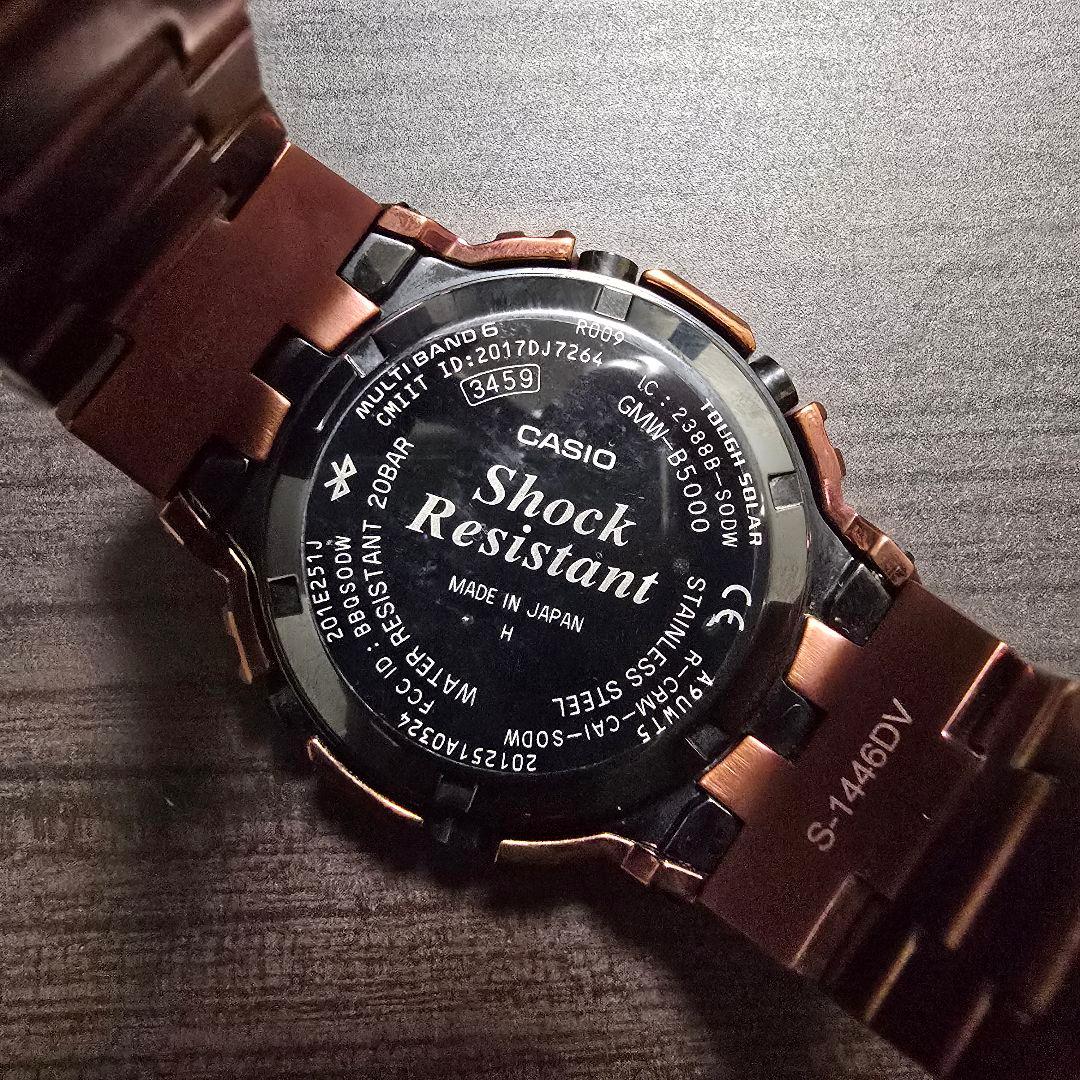 MULTI BAND 6
R009
CMIIT ID:2017DJ7264
3459
TOUGH SOLAR
I.C.: 2388B-SODW
GMW-B5000
CASIO
Shock
Resistant
MADE IN JAPAN
H
CE
STAINLESS STEEL
R-CRM-CAI-SODW
A9UWT5
201251A0324
WATER RESISTANT 20BAR
FCC ID: BBQSODW
201E251J
S-1446DV